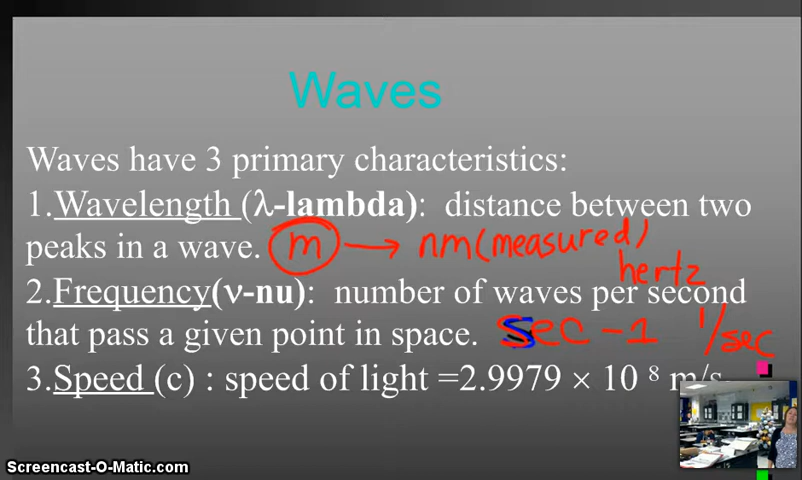 Waves
Waves have 3 primary characteristics:
1.Wavelength (λ-lambda): distance between two
peaks in a wave. m → nm(measured)
hertz
2.Frequency(ν-nu): number of waves per second
that pass a given point in space. sec -1 1/sec
3.Speed (c) : speed of light =2.9979 × 10 8 m/s
Screencast-O-Matic.com